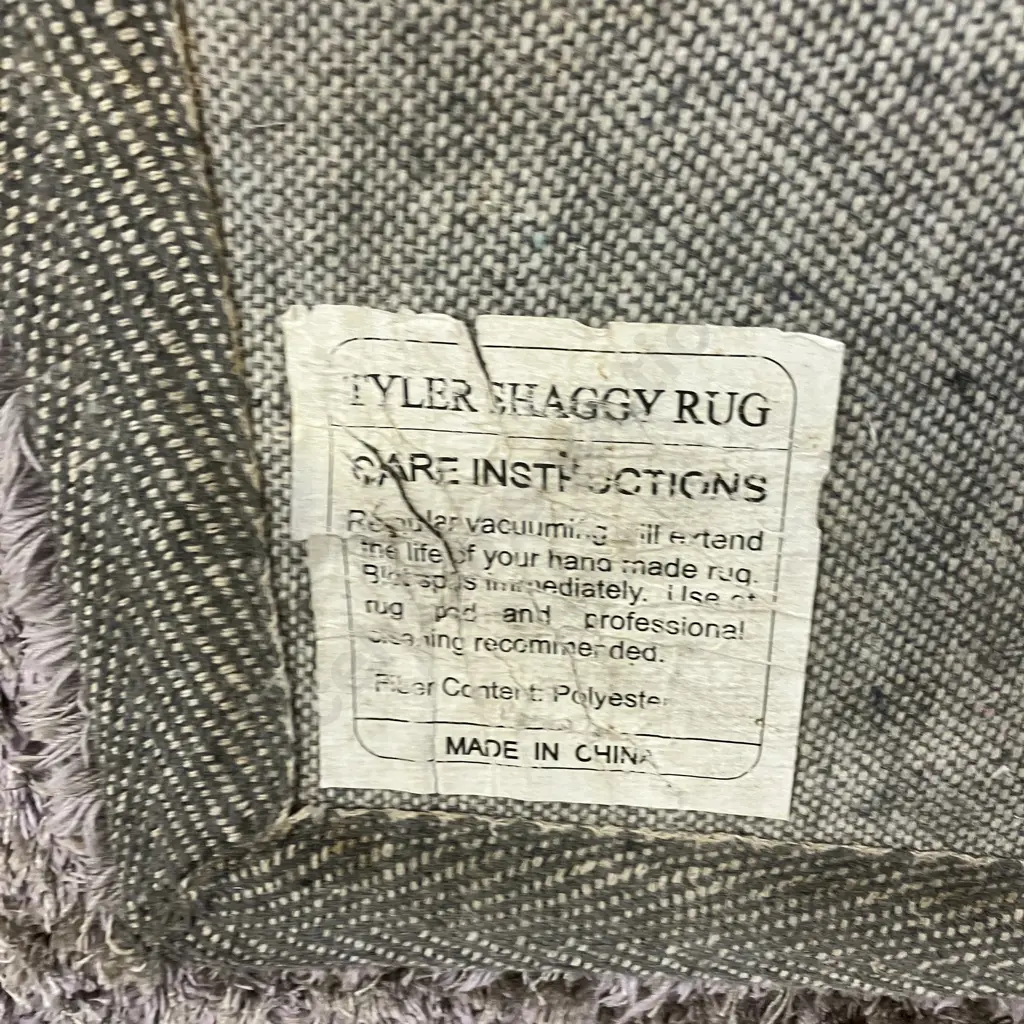 TYLER SHAGGY RUG
CARE INSTRUCTIONS
Regular vacuuming will extend
the life of your hand made rug.
Blot spills immediately. Use of
rug pad and professional
cleaning recommended.
Fiber Content: Polyester
MADE IN CHINA